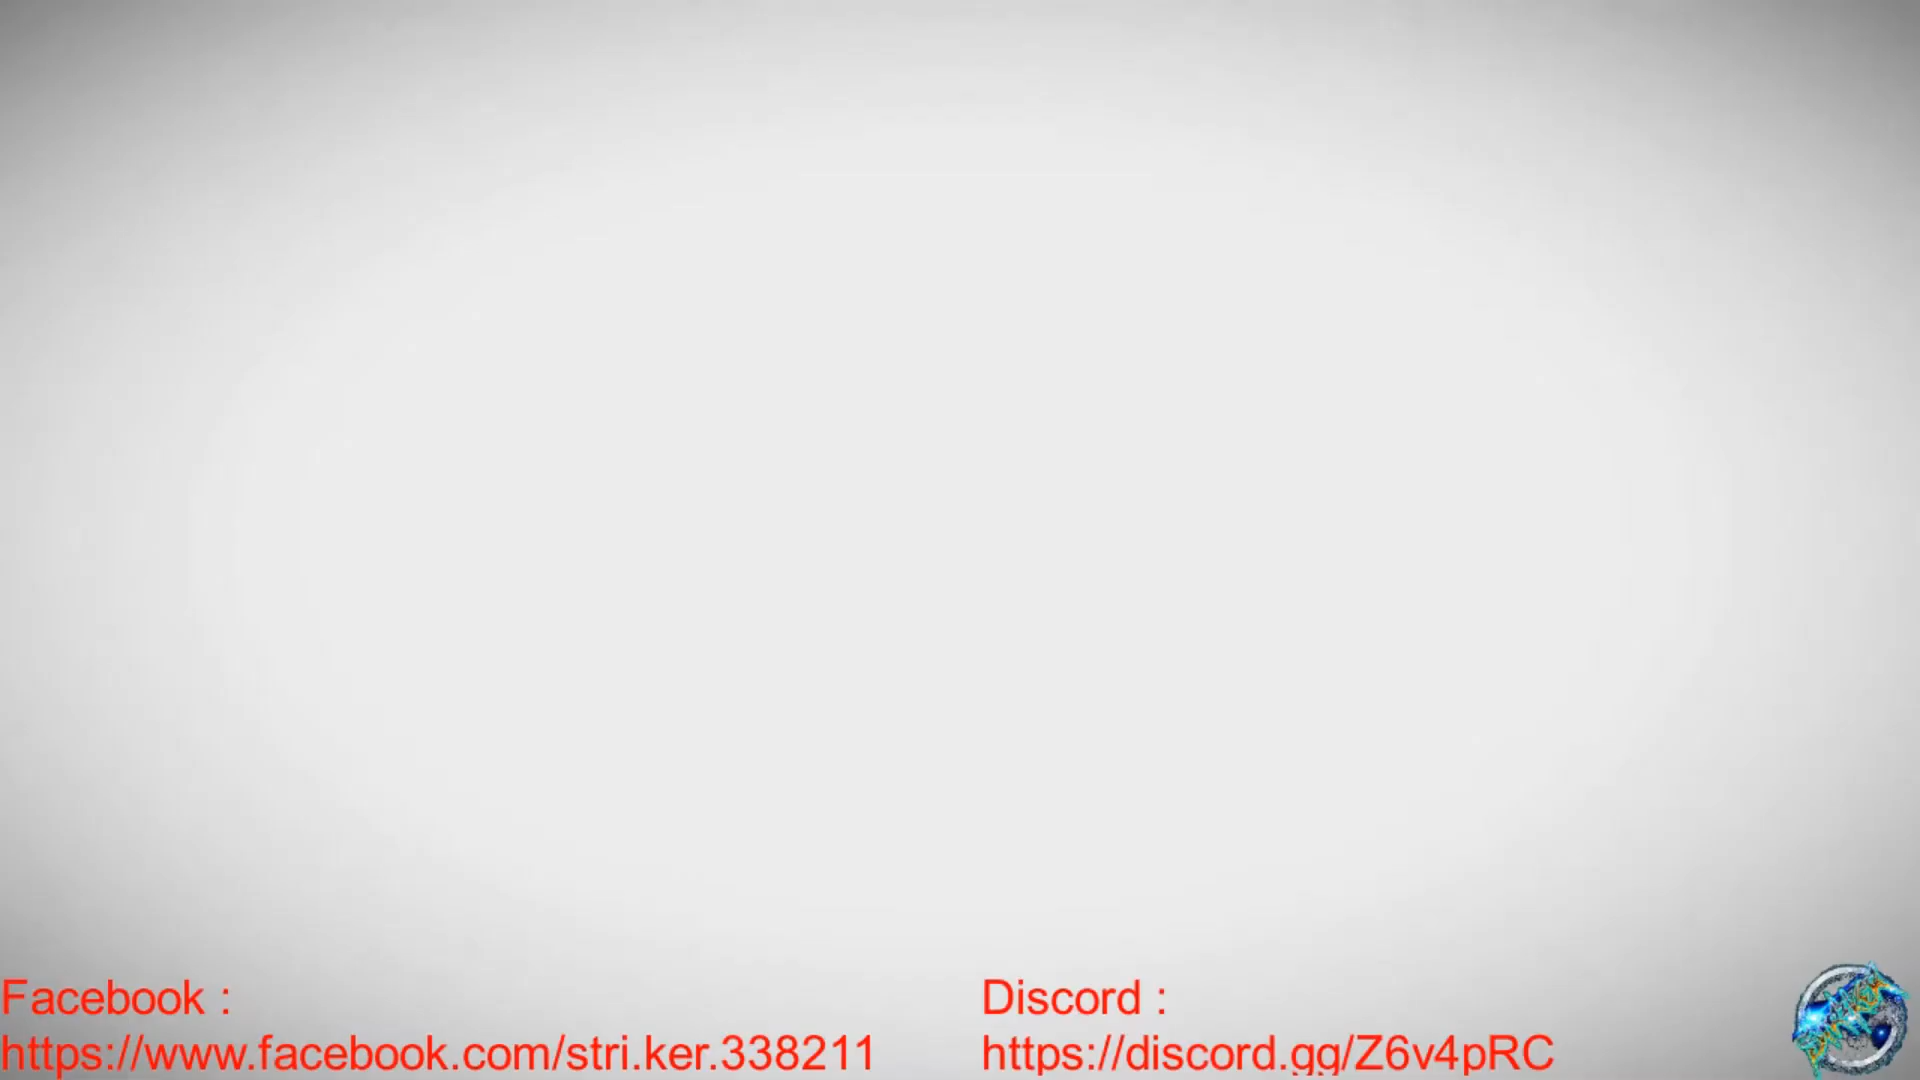 Facebook :
https://www.facebook.com/stri.ker.338211
Discord :
https://discord.gg/Z6v4pRC